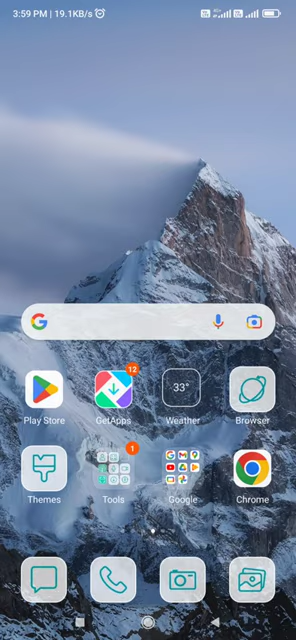 3:59 PM | 19.1KB/s
12
33°
Play Store GetApps Weather Browser
1
Themes Tools Google Chrome